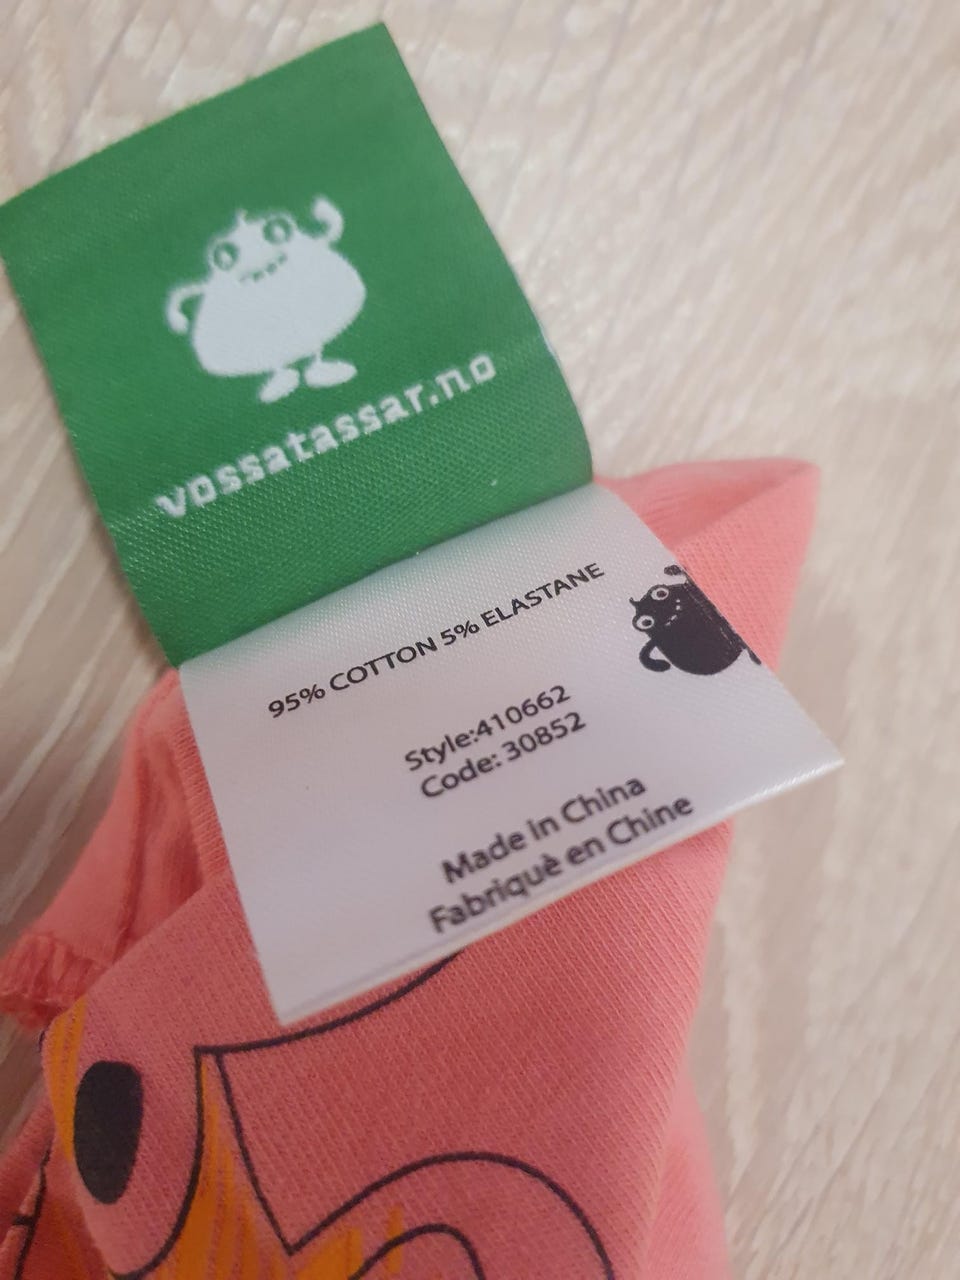 vossatassar.no
95% COTTON 5% ELASTANE
Style:410662
Code: 30852
Made in China
Fabriquè en Chine